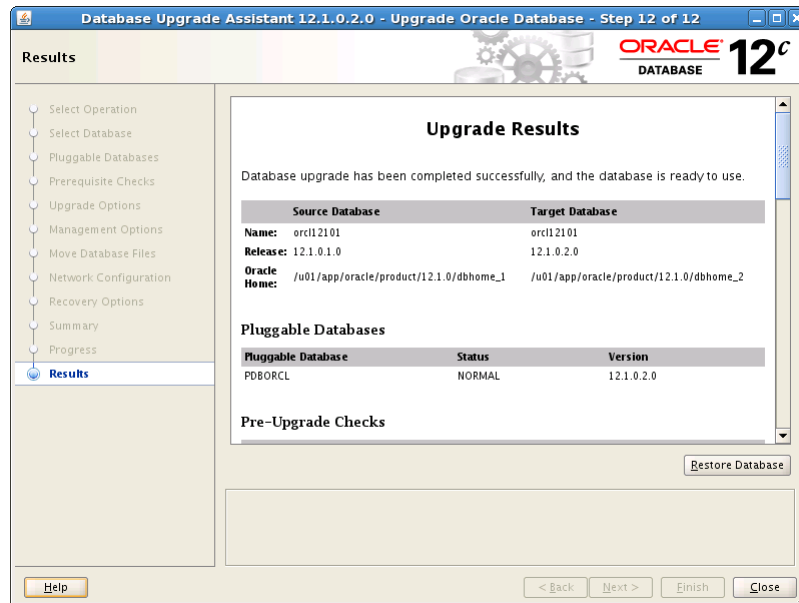 Database Upgrade Assistant 12.1.0.2.0 - Upgrade Oracle Database - Step 12 of 12
Results
ORACLE
DATABASE
12c
Select Operation
Select Database
Pluggable Databases
Prerequisite Checks
Upgrade Options
Management Options
Move Database Files
Network Configuration
Recovery Options
Summary
Progress
Results
Upgrade Results
Database upgrade has been completed successfully, and the database is ready to use.
Source Database Target Database
Name: orcl12101 orcl12101
Release: 12.1.0.1.0 12.1.0.2.0
Oracle
Home: /u01/app/oracle/product/12.1.0/dbhome_1 /u01/app/oracle/product/12.1.0/dbhome_2
Pluggable Databases
Pluggable Database Status Version
PDBORCL NORMAL 12.1.0.2.0
Pre-Upgrade Checks
Restore Database
Help < Back Next > Finish Close